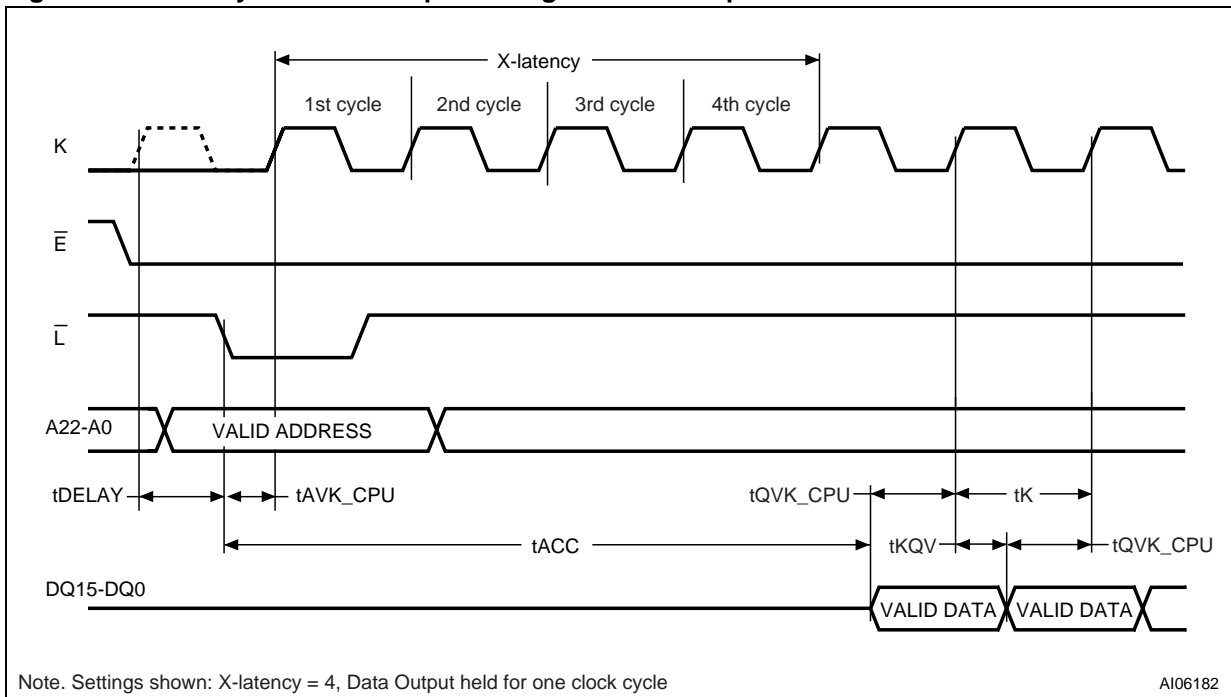 X-latency
1st cycle 2nd cycle 3rd cycle 4th cycle
K
E
L
A22-A0 VALID ADDRESS
tDELAY tAVK_CPU tQVK_CPU tK
tACC tKQV tQVK_CPU
DQ15-DQ0
VALID DATA VALID DATA
Note. Settings shown: X-latency = 4, Data Output held for one clock cycle AI06182